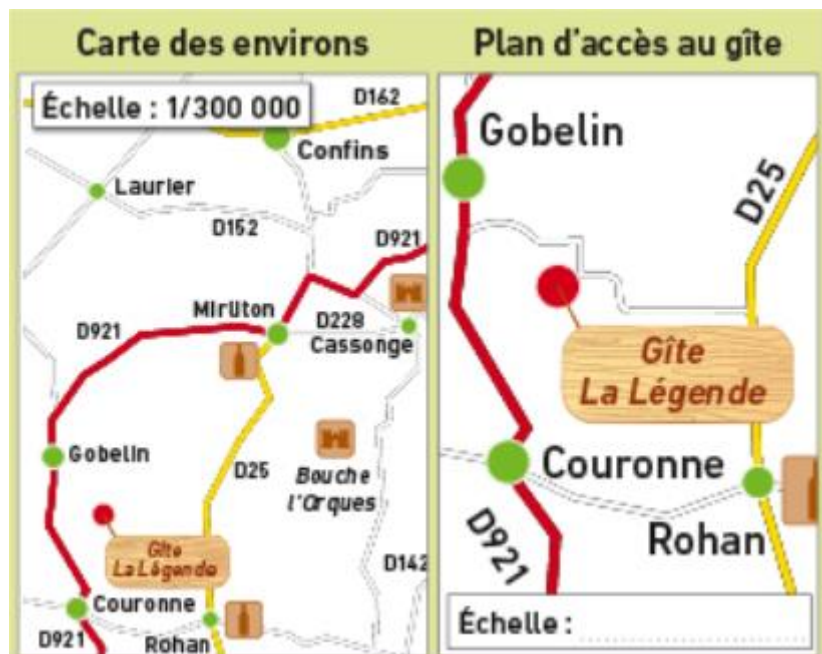 Carte des environs
Échelle : 1/300 000
D162
Confins
Laurier
D152
D921
Mirliton
D921
D228
Cassonge
Gobelin
D25
Bouche
l'Orques
Gîte
La Légende
D142
Couronne
D921
Rohan
Plan d'accès au gîte
Gobelin
D25
Gîte
La Légende
Couronne
Rohan
D921
Échelle :